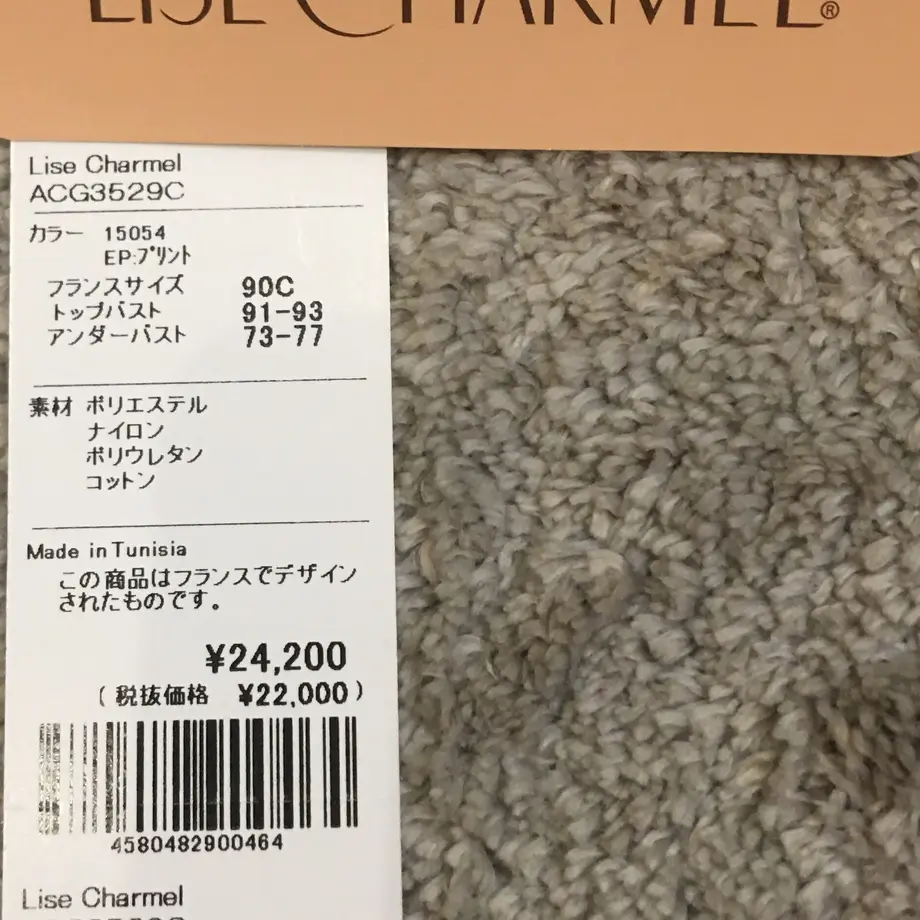 LISE CHARMEL®
Lise Charmel
ACG3529C
カラー 15054
EP:プリント
フランスサイズ 90C
トップバスト 91-93
アンダーバスト 73-77
素材 ポリエステル
ナイロン
ポリウレタン
コットン
Made in Tunisia
この商品はフランスでデザイン
されたものです。
¥24,200
(税抜価格 ¥22,000)
4580482900464
Lise Charmel